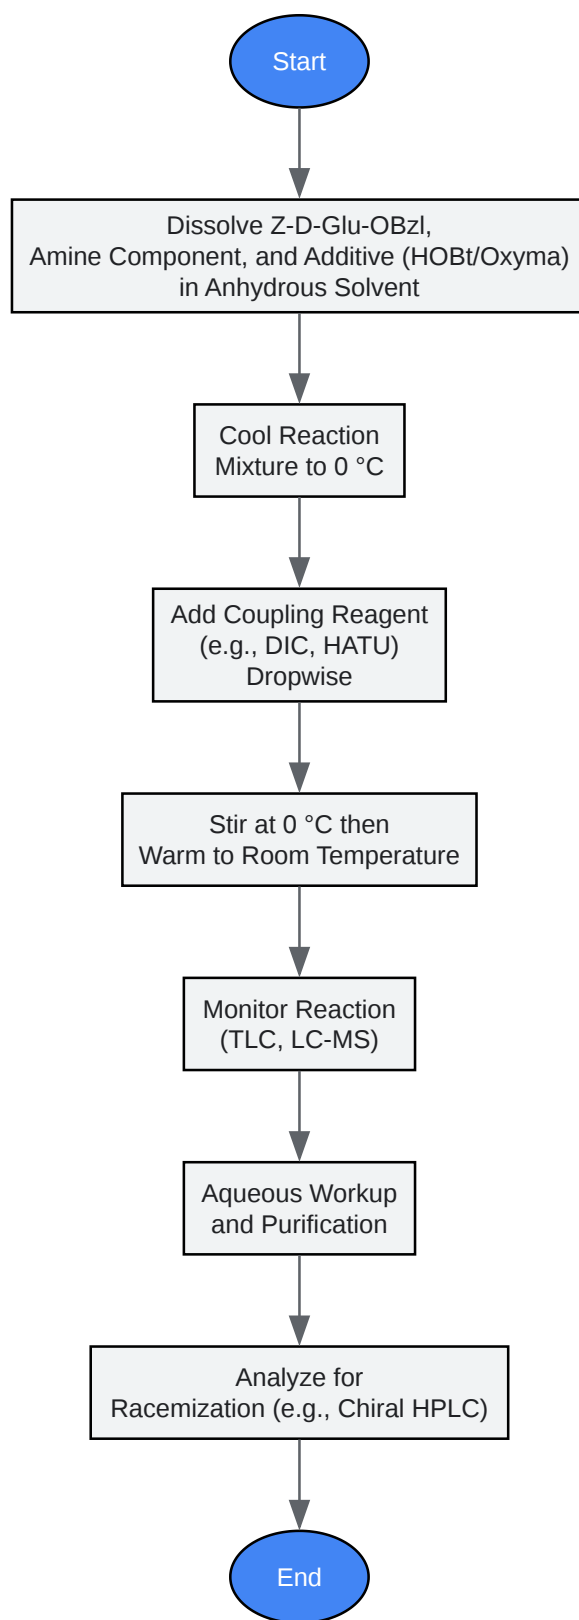 Start
Dissolve Z-D-Glu-OBzl,
Amine Component, and Additive (HOBt/Oxyma)
in Anhydrous Solvent
Cool Reaction
Mixture to 0 °C
Add Coupling Reagent
(e.g., DIC, HATU)
Dropwise
Stir at 0 °C then
Warm to Room Temperature
Monitor Reaction
(TLC, LC-MS)
Aqueous Workup
and Purification
Analyze for
Racemization (e.g., Chiral HPLC)
End